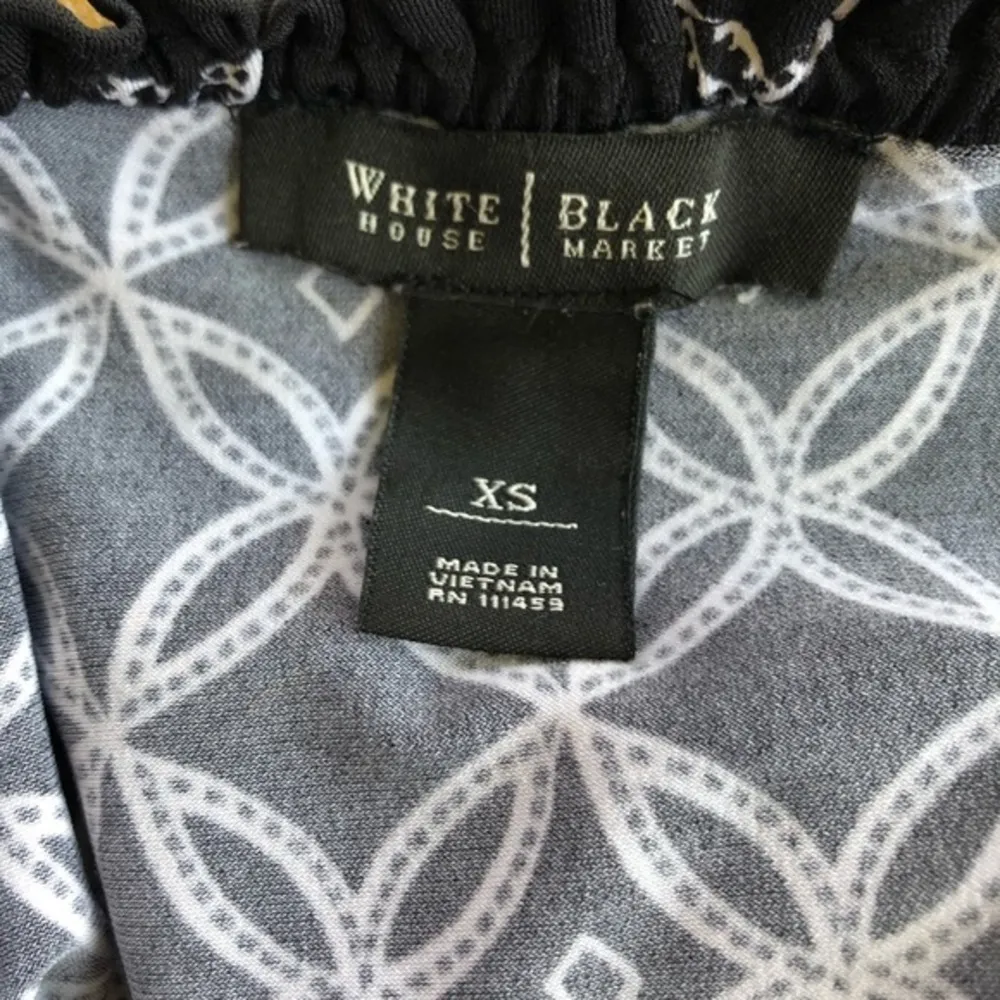 WHITE | BLACK
HOUSE | MARKET
XS
MADE IN
VIETNAM
RN 111459